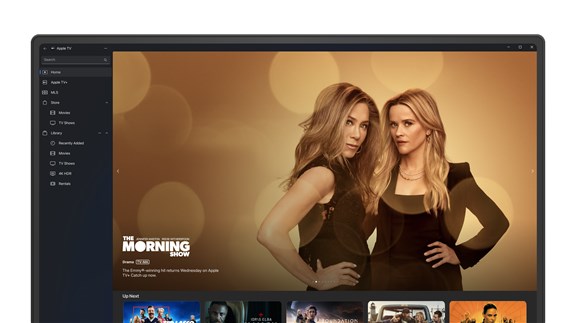 Apple TV
Search
Home
Apple TV+
MLS
Store
Movies
TV Shows
Library
Recently Added
Movies
TV Shows
4K HDR
Rentals
THE
MORNING
SHOW
Drama TV-MA
The Emmy®-winning hit returns Wednesday on Apple
TV+ Catch up now.
Up Next
IDRIS ELBA
FOUNDATION